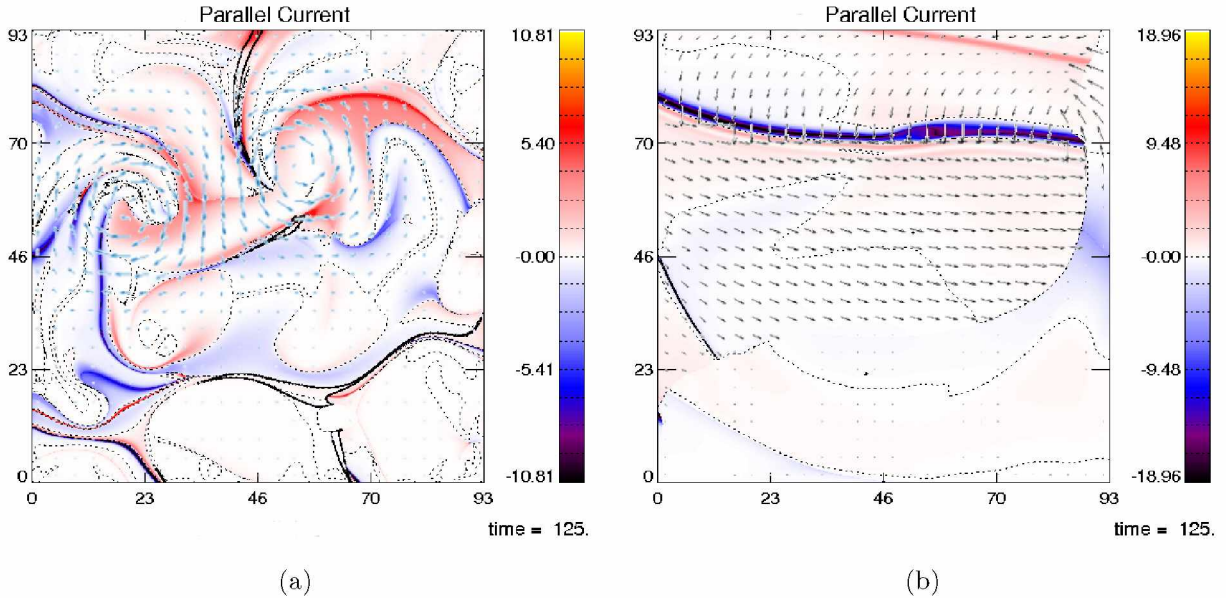 Parallel Current
93
70
46
23
0
0 23 46 70 93
10.81
5.40
-0.00
-5.41
-10.81
time = 125.
(a)
Parallel Current
93
70
46
23
0
0 23 46 70 93
18.96
9.48
-0.00
-9.48
-18.96
time = 125.
(b)